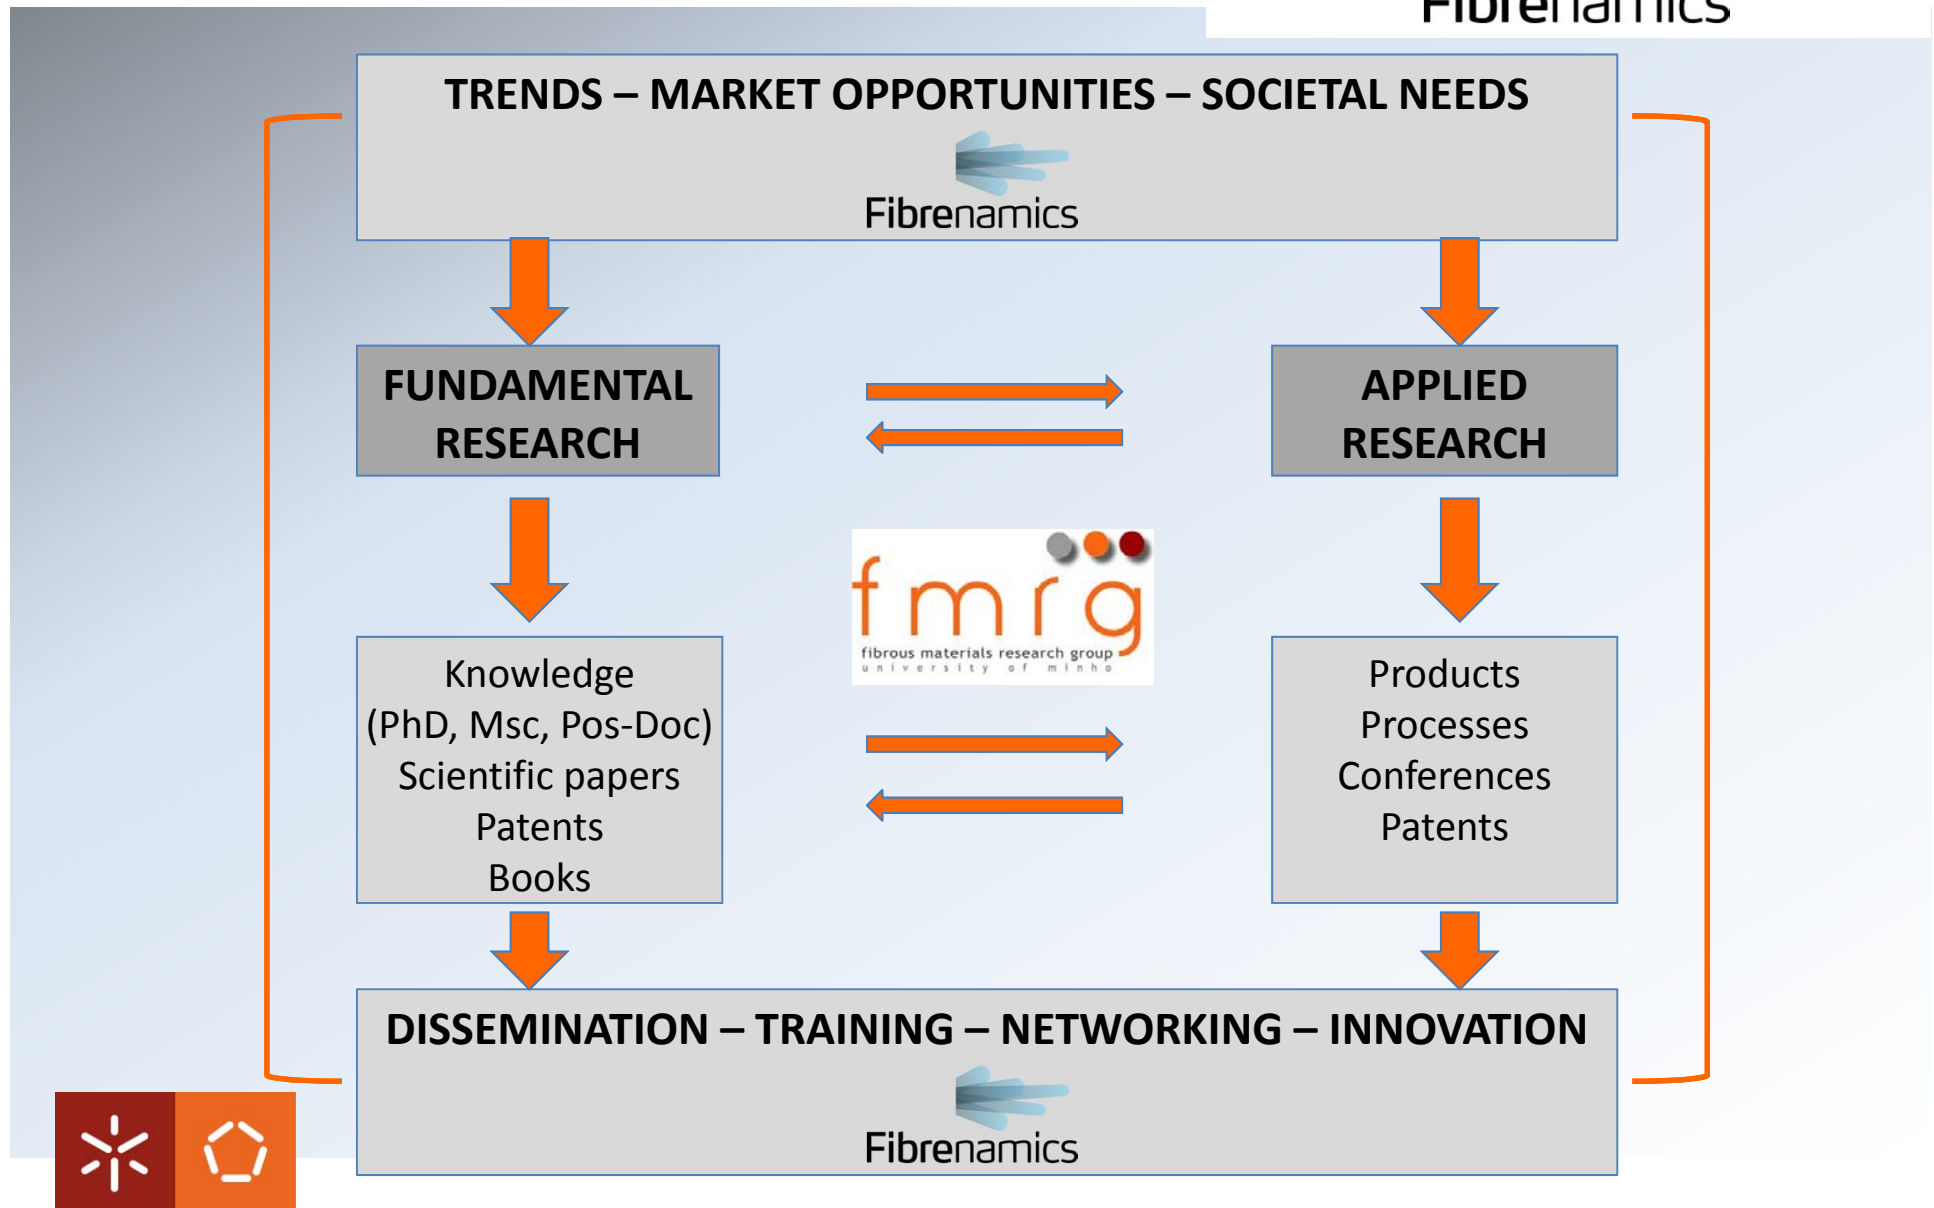 Fibrenamics
TRENDS – MARKET OPPORTUNITIES – SOCIETAL NEEDS
Fibrenamics
FUNDAMENTAL
RESEARCH
APPLIED
RESEARCH
fmrg
fibrous materials research group
university of minho
Knowledge
(PhD, Msc, Pos-Doc)
Scientific papers
Patents
Books
Products
Processes
Conferences
Patents
DISSEMINATION – TRAINING – NETWORKING – INNOVATION
Fibrenamics